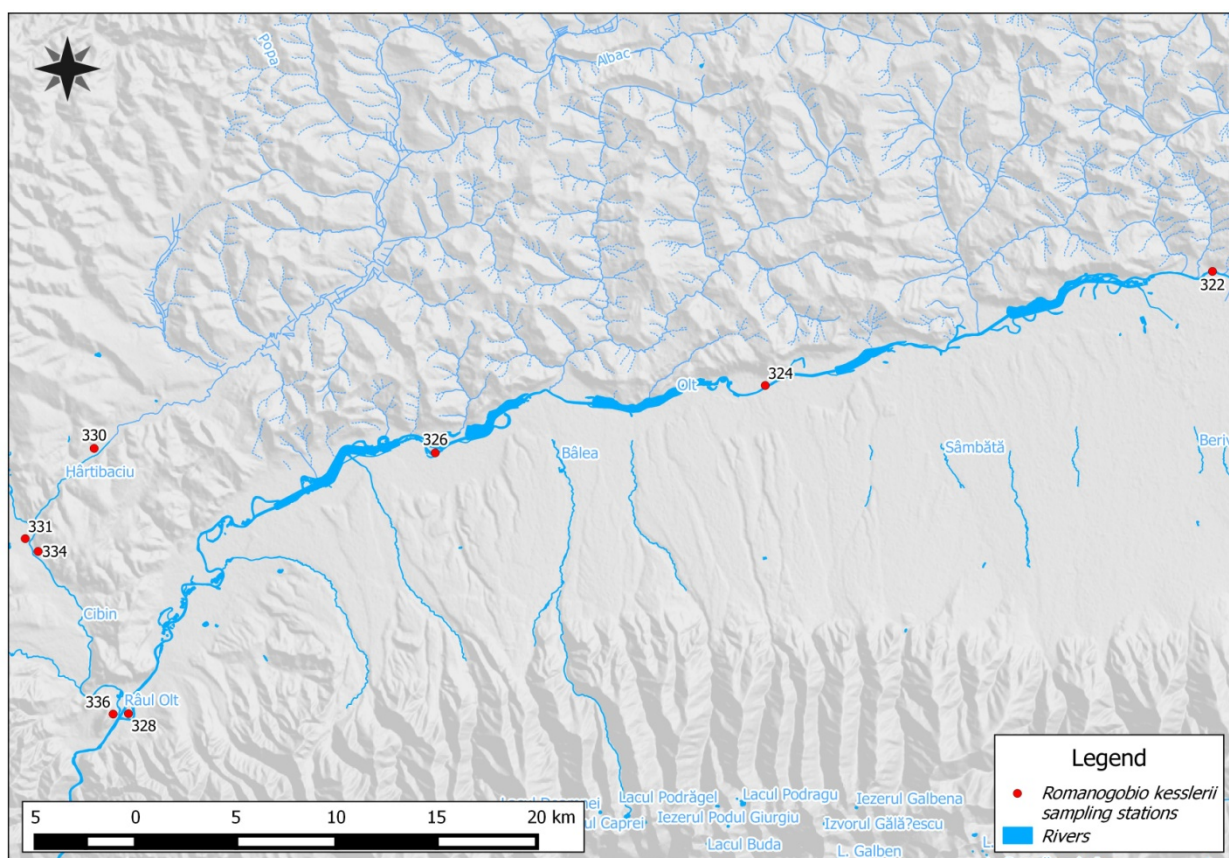 Popa
Albac
322
Olt
324
330
326
Hârtibaciu
Bâlea
Sâmbătă
Beriv
331
334
Cibin
336
Râul Olt
328
Legend
Romanogobio kesslerii
sampling stations
Rivers
Lacul Podrăgel
Lacul Podragu
Iezerul Galbena
ul Caprei
Iezerul Podul Giurgiu
Izvorul Gălă?escu
Lacul Buda
L. Galben
L.
5 0 5 10 15 20 km